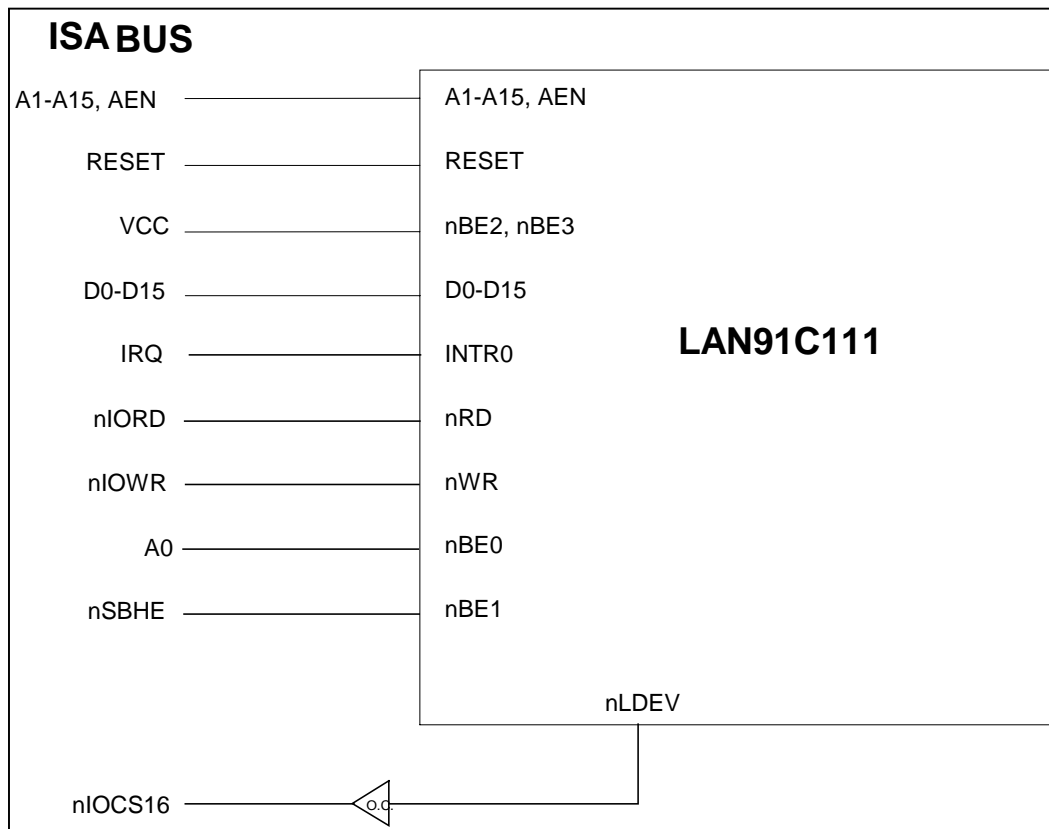 ISA BUS
A1-A15, AEN A1-A15, AEN
RESET RESET
VCC nBE2, nBE3
D0-D15 D0-D15
LAN91C111
IRQ INTR0
nIORD nRD
nIOWR nWR
A0 nBE0
nSBHE nBE1
nLDEV
nIOCS16 O.C.